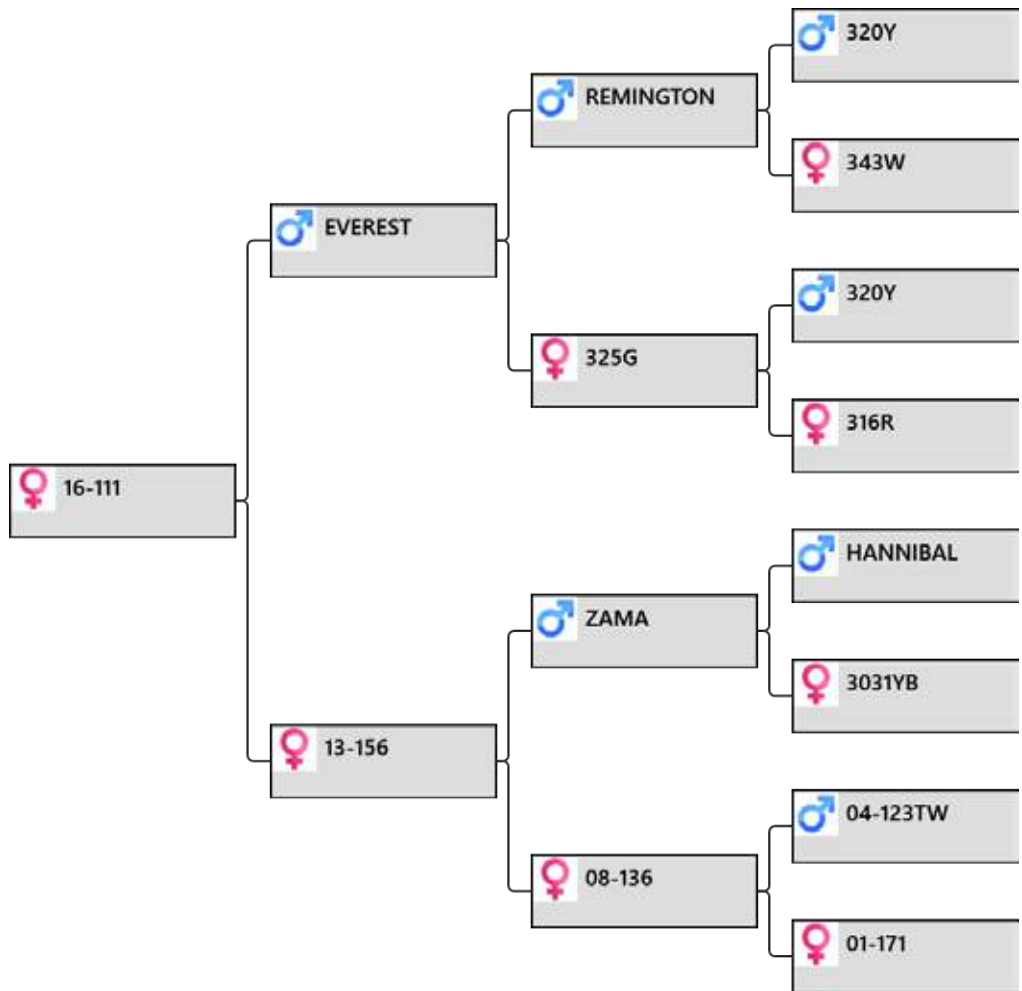 320Y
REMINGTON
343W
EVEREST
320Y
325G
316R
16-111
HANNIBAL
ZAMA
3031YB
13-156
04-123TW
08-136
01-171